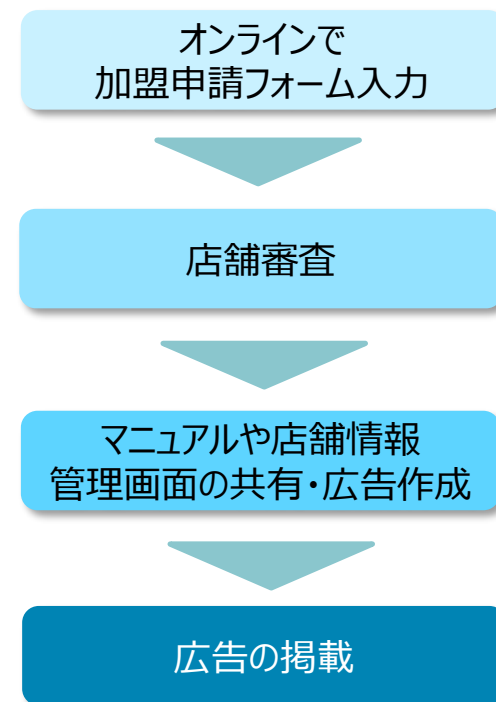 オンラインで
加盟申請フォーム入力
店舗審査
マニュアルや店舗情報
管理画面の共有・広告作成
広告の掲載